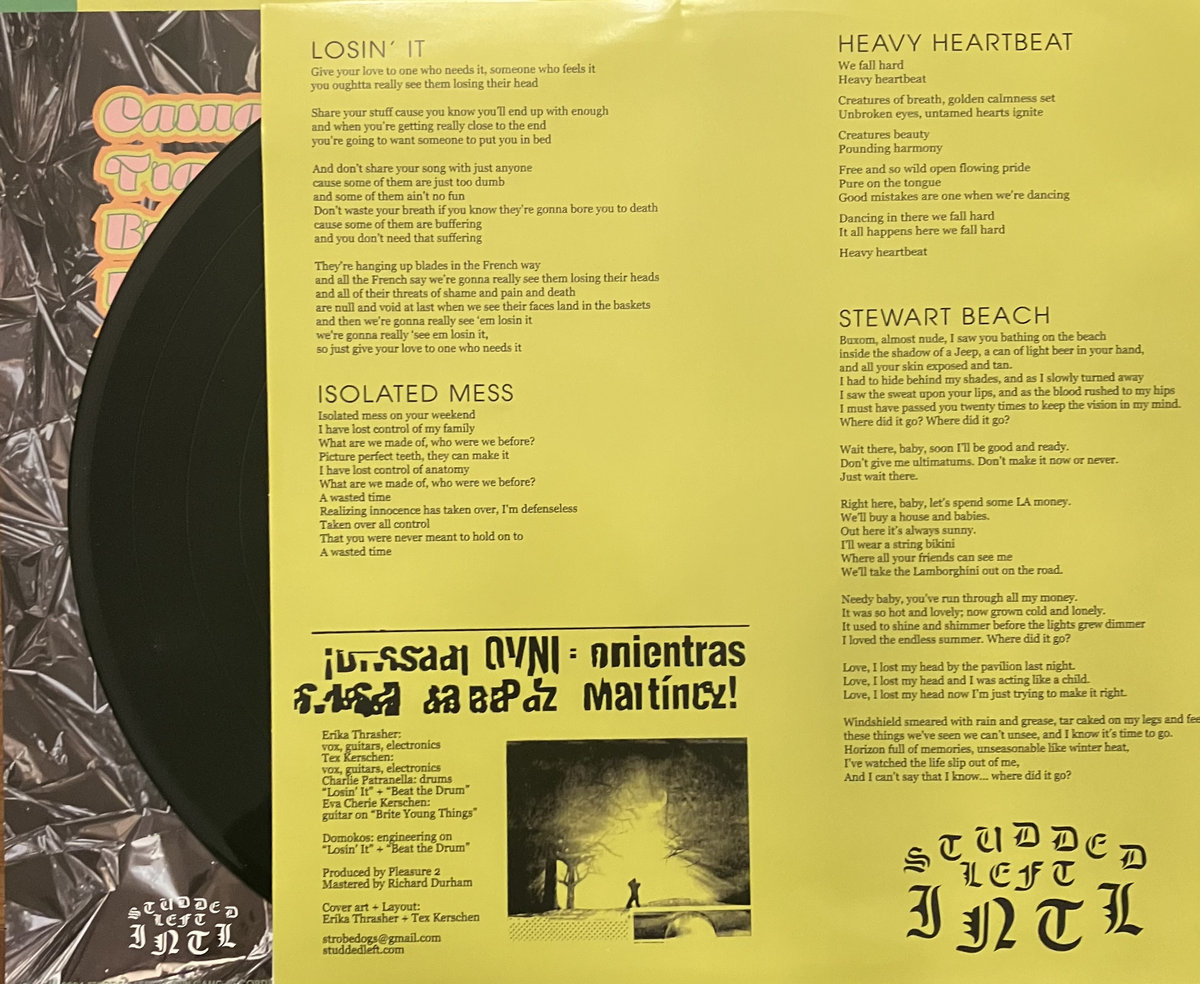 LOSIN' IT
Give your love to one who needs it, someone who feels it
you oughtta really see them losing their head
Share your stuff cause you know you'll end up with enough
and when you're getting really close to the end
you're going to want someone to put you in bed
And don't share your song with just anyone
cause some of them are just too dumb
and some of them ain't no fun
Don't waste your breath if you know they're gonna bore you to death
cause some of them are buffering
and you don't need that suffering
They're hanging up blades in the French way
and all the French say we're gonna really see them losing their heads
and all of their threats of shame and pain and death
are null and void at last when we see their faces land in the baskets
and then we're gonna really see 'em losin it
we're gonna really 'see em losin it,
so just give your love to one who needs it
ISOLATED MESS
Isolated mess on your weekend
I have lost control of my family
What are we made of, who were we before?
Picture perfect teeth, they can make it
I have lost control of anatomy
What are we made of, who were we before?
A wasted time
Realizing innocence has taken over, I'm defenseless
Taken over all control
That you were never meant to hold on to
A wasted time
OVNI: mientras
Martínez!
Erika Thrasher:
vox, guitars, electronics
Tex Kerschen:
vox, guitars, electronics
Charlie Patranella: drums
"Losin' It" + "Beat the Drum"
Eva Cherie Kerschen:
guitar on "Brite Young Things"
Domokos: engineering on
"Losin' It" + "Beat the Drum"
Produced by Pleasure 2
Mastered by Richard Durham
Cover art + Layout:
Erika Thrasher + Tex Kerschen
strobedogs@gmail.com
studdedleft.com
HEAVY HEARTBEAT
We fall hard
Heavy heartbeat
Creatures of breath, golden calmness set
Unbroken eyes, untamed hearts ignite
Creatures beauty
Pounding harmony
Free and so wild open flowing pride
Pure on the tongue
Good mistakes are one when we're dancing
Dancing in there we fall hard
It all happens here we fall hard
Heavy heartbeat
STEWART BEACH
Buxom, almost nude, I saw you bathing on the beach
inside the shadow of a Jeep, a can of light beer in your hand,
and all your skin exposed and tan.
I had to hide behind my shades, and as I slowly turned away
I saw the sweat upon your lips, and as the blood rushed to my hips
I must have passed you twenty times to keep the vision in my mind.
Where did it go? Where did it go?
Wait there, baby, soon I'll be good and ready.
Don't give me ultimatums. Don't make it now or never.
Just wait there.
Right here, baby, let's spend some LA money.
We'll buy a house and babies.
Out here it's always sunny.
I'll wear a string bikini
Where all your friends can see me
We'll take the Lamborghini out on the road.
Needy baby, you've run through all my money.
It was so hot and lovely; now grown cold and lonely.
It used to shine and shimmer before the lights grew dimmer
I loved the endless summer. Where did it go?
Love, I lost my head by the pavilion last night.
Love, I lost my head and I was acting like a child.
Love, I lost my head now I'm just trying to make it right.
Windshield smeared with rain and grease, tar caked on my legs and fee
these things we've seen we can't unsee, and I know it's time to go.
Horizon full of memories, unseasonable like winter heat,
I've watched the life slip out of me,
And I can't say that I know... where did it go?
STUDDED
LEFT
INTL
Casua
STUDDED
LEFT
INTL